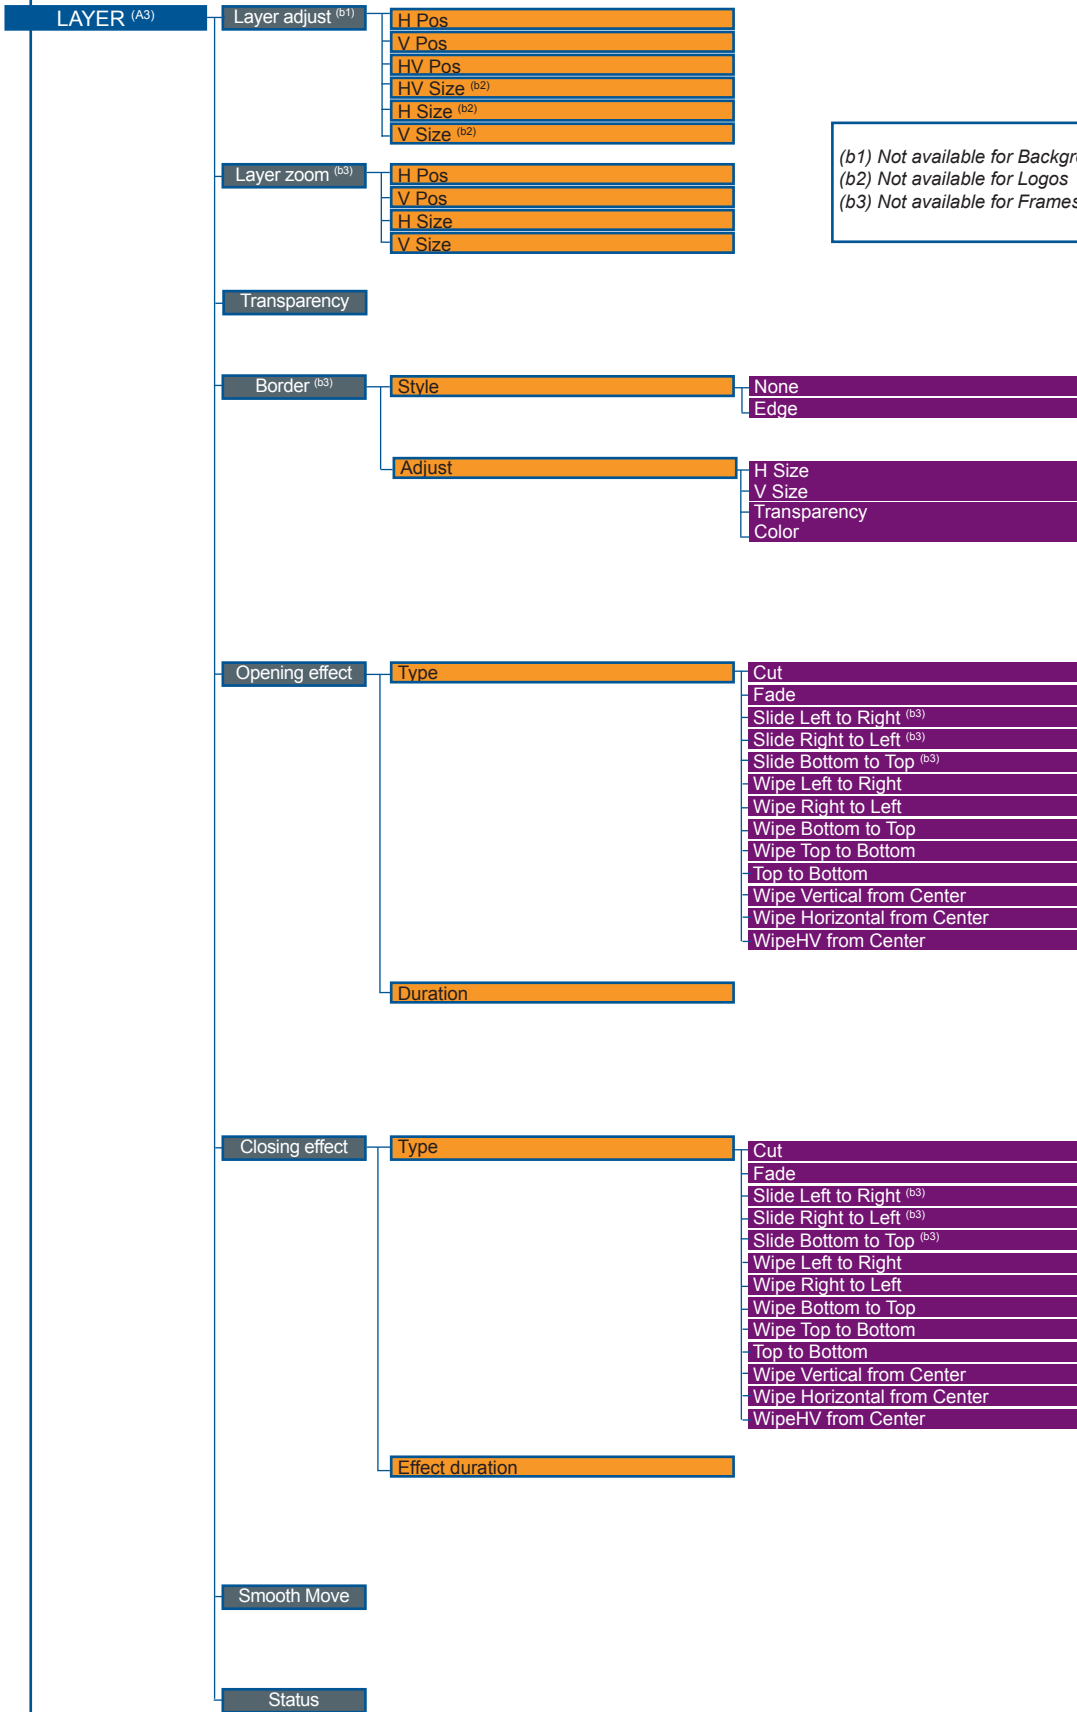 LAYER (A3)
Layer adjust (b1)
H Pos
V Pos
HV Pos
HV Size (b2)
H Size (b2)
V Size (b2)
(b1) Not available for
(b2) Not available for Logos
(b3) Not available for Frames
Layer zoom (b3)
H Pos
V Pos
H Size
V Size
Transparency
Border (b3)
Style
None
Edge
Adjust
H Size
V Size
Transparency
Color
Opening effect
Type
Cut
Fade
Slide Left to Right (b3)
Slide Right to Left (b3)
Slide Bottom to Top (b3)
Wipe Left to Right
Wipe Right to Left
Wipe Bottom to Top
Wipe Top to Bottom
Top to Bottom
Wipe Vertical from Center
Wipe Horizontal from Center
WipeHV from Center
Duration
Closing effect
Type
Cut
Fade
Slide Left to Right (b3)
Slide Right to Left (b3)
Slide Bottom to Top (b3)
Wipe Left to Right
Wipe Right to Left
Wipe Bottom to Top
Wipe Top to Bottom
Top to Bottom
Wipe Vertical from Center
Wipe Horizontal from Center
WipeHV from Center
Effect duration
Smooth Move
Status